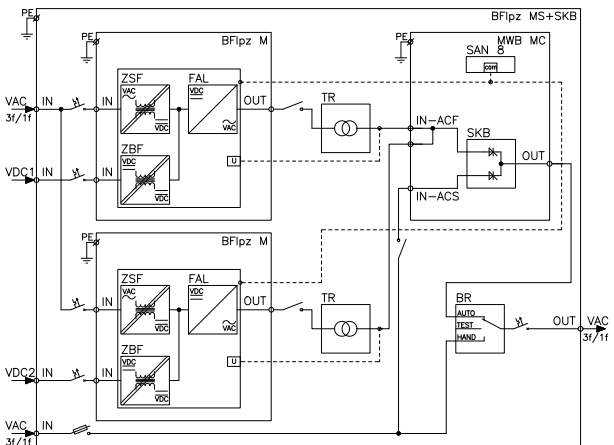 BFIpz MS+SKB
PE
BFIpz M
PE
ZSF
VAC
VDC
FAL
VDC
VAC
ZBF
VDC
VDC
U
VAC
3f/1f
IN
IN
OUT
VDC1
IN
IN
TR
MWB MC
PE
SAN 8
com
IN-ACF
SKB
OUT
IN-ACS
BFIpz M
PE
ZSF
VAC
VDC
FAL
VDC
VAC
ZBF
VDC
VDC
U
IN
OUT
TR
VDC2
IN
IN
BR
AUTO
TEST
HAND
OUT
VAC
3f/1f
VAC
3f/1f
IN